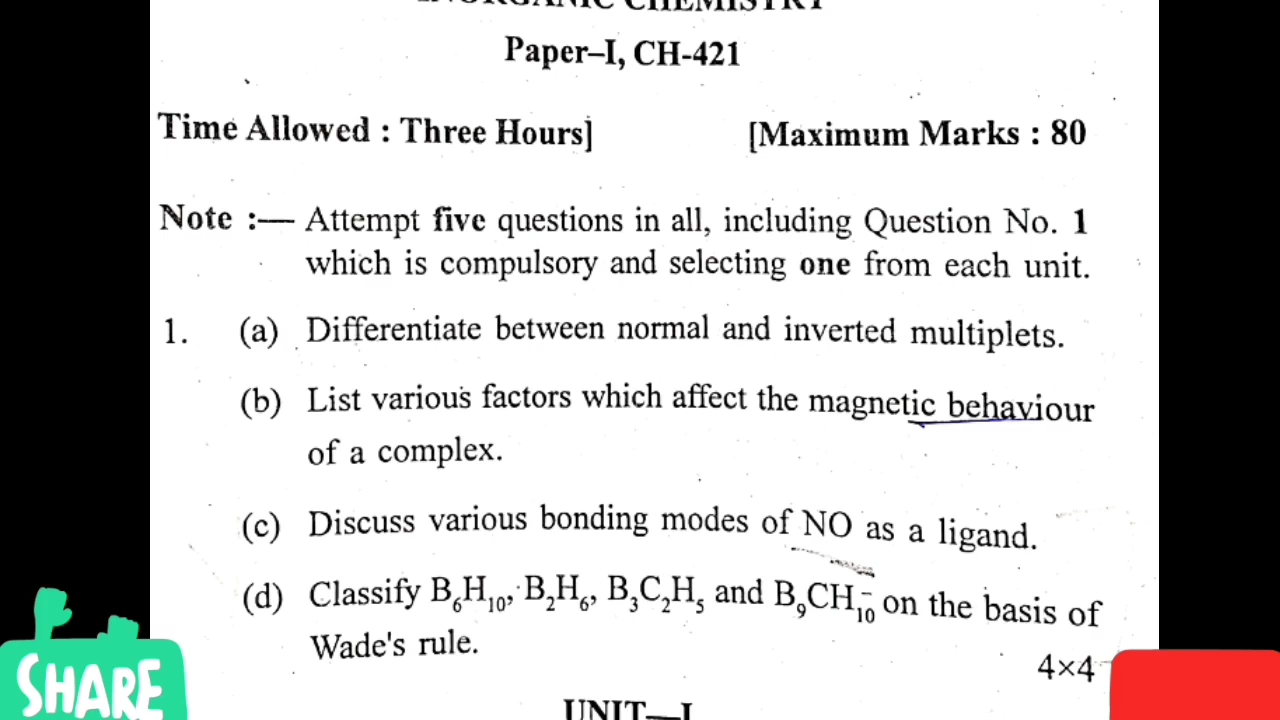 INORGANIC CHEMISTRY
Paper–I, CH-421
Time Allowed : Three Hours]
[Maximum Marks : 80
Note :— Attempt five questions in all, including Question No. 1
which is compulsory and selecting one from each unit.
1. (a) Differentiate between normal and inverted multiplets.
(b) List various factors which affect the magnetic behaviour
of a complex.
(c) Discuss various bonding modes of NO as a ligand.
(d) Classify B₆H₁₀, B₂H₆, B₃C₂H₅ and B₉CH₁₀⁻ on the basis of
Wade's rule.
4×4
SHARE
UNIT—I